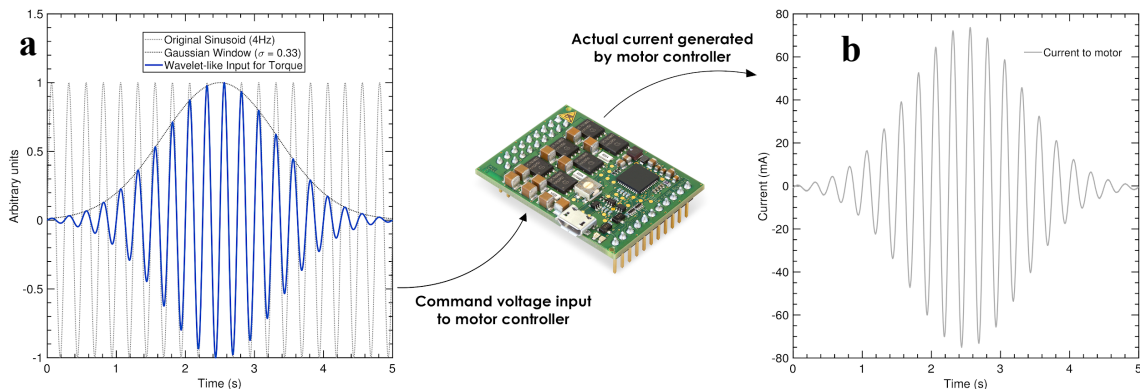 a
Original Sinusoid (4Hz)
Gaussian Window (σ = 0.33)
Wavelet-like Input for Torque
Arbitrary units
1.5
1
0.5
0
-0.5
-1
0 1 2 3 4 5
Time (s)
Actual current generated
by motor controller
Command voltage input
to motor controller
b
Current to motor
Current (mA)
80
60
40
20
0
-20
-40
-60
-80
0 1 2 3 4 5
Time (s)